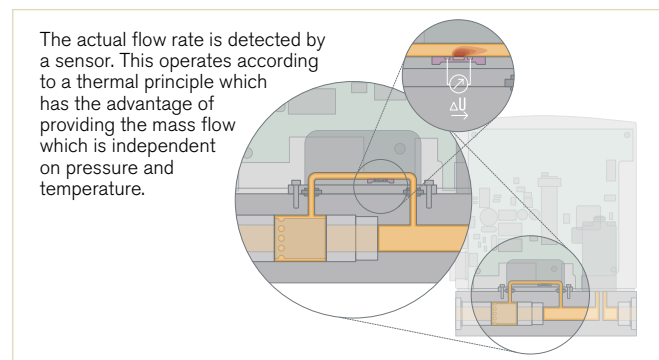 The actual flow rate is detected by
a sensor. This operates according
to a thermal principle which
has the advantage of
providing the mass flow
which is independent
on pressure and
temperature.
ΔU